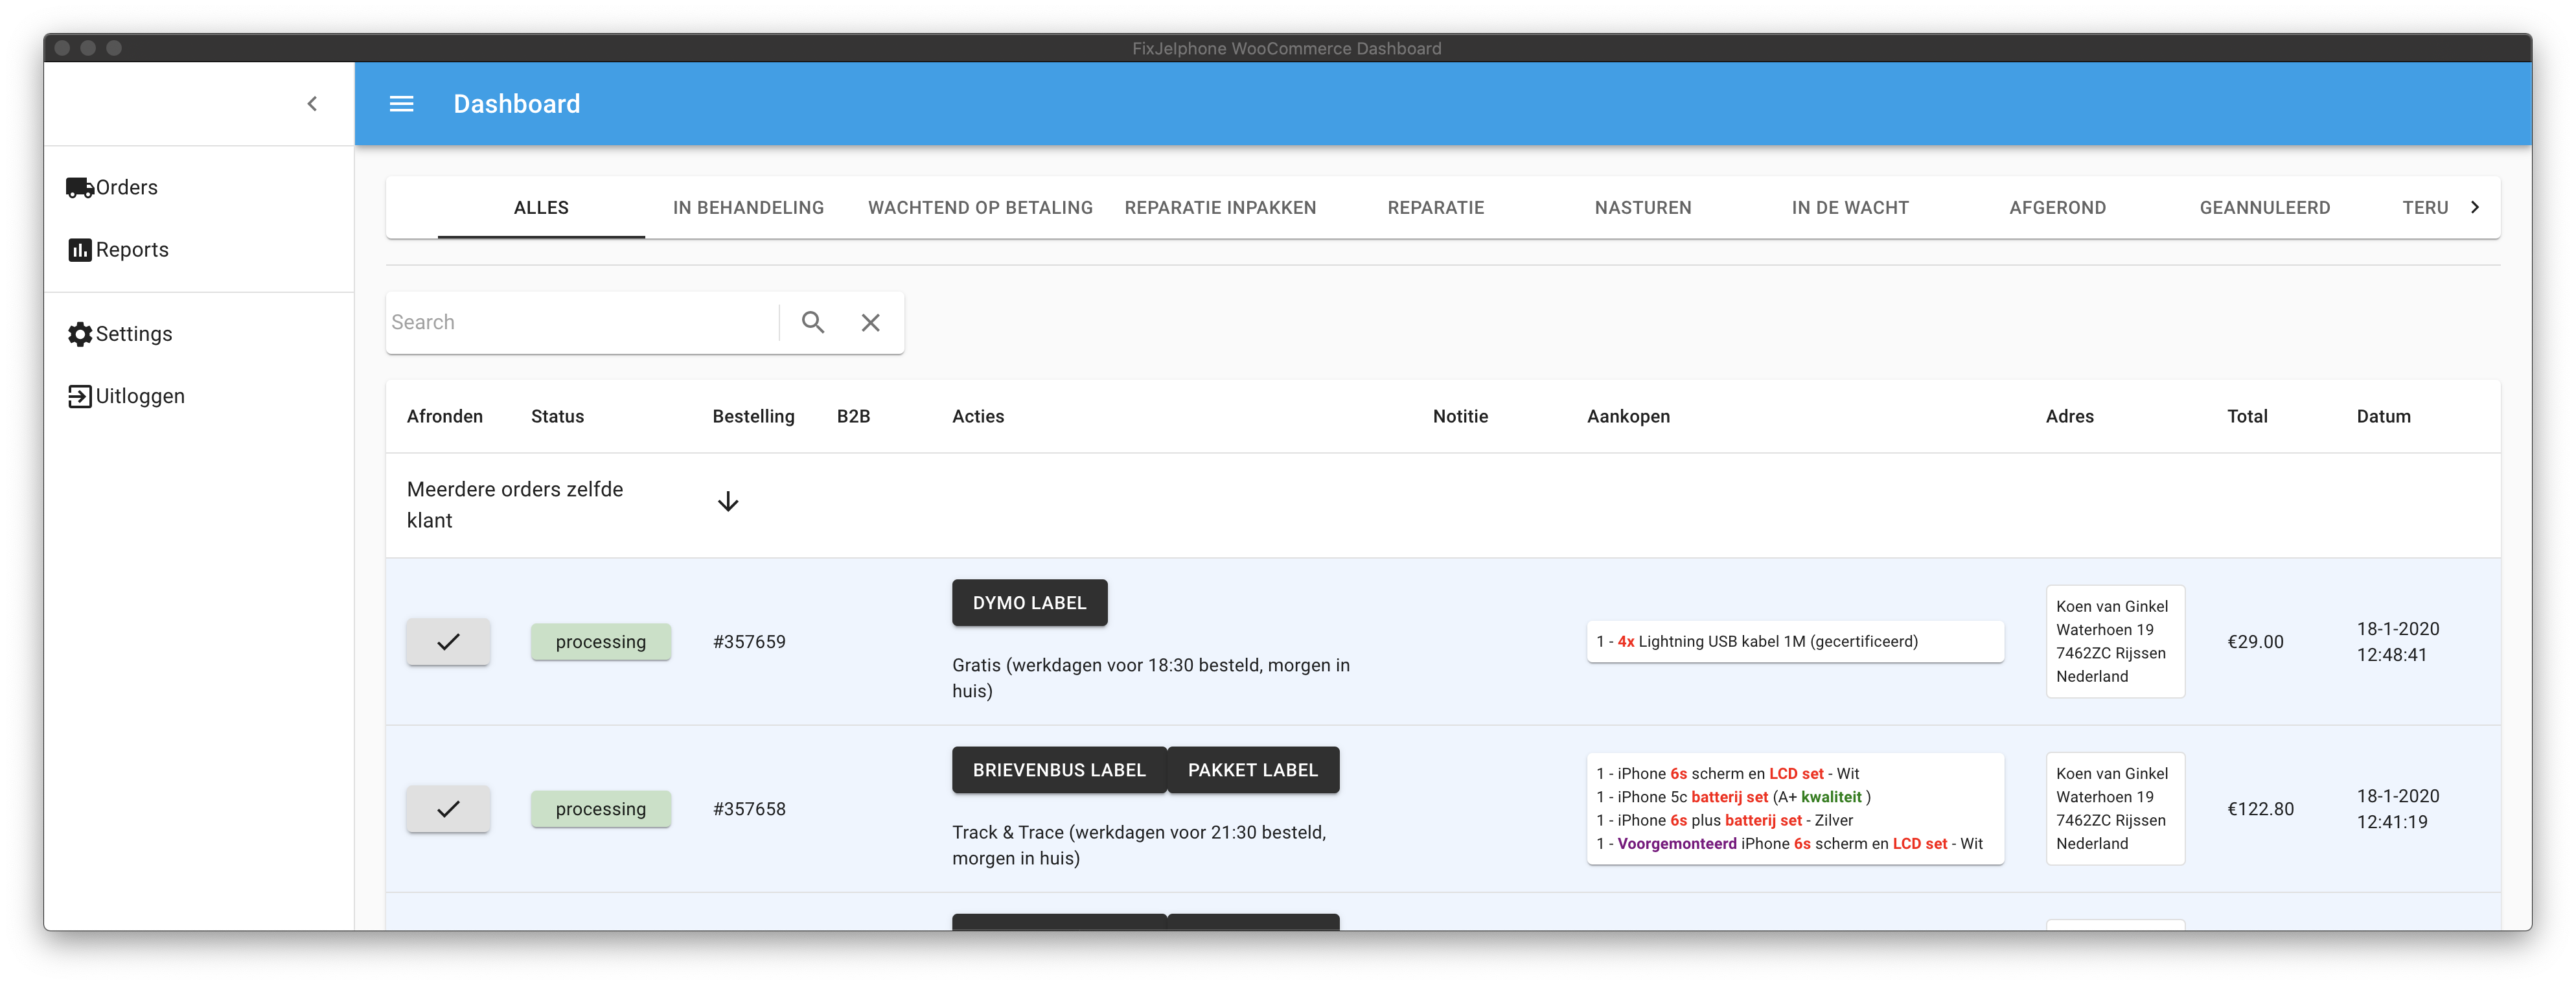 FixJeIphone WooCommerce Dashboard
Dashboard
Orders
Reports
Settings
Uitloggen
ALLES IN BEHANDELING WACHTEND OP BETALING REPARATIE INPAKKEN REPARATIE NASTUREN IN DE WACHT AFGEROND GEANNULEERD TERU
Search
Afronden Status Bestelling B2B Acties Notitie Aankopen Adres Total Datum
Meerdere orders zelfde
klant
processing
#357659
DYMO LABEL
Gratis (werkdagen voor 18:30 besteld, morgen in
huis)
1 - 4x Lightning USB kabel 1M (gecertificeerd)
Koen van Ginkel
Waterhoen 19
7462ZC Rijssen
Nederland
€29.00
18-1-2020
12:48:41
processing
#357658
BRIEVENBUS LABEL PAKKET LABEL
Track & Trace (werkdagen voor 21:30 besteld,
morgen in huis)
1 - iPhone 6s scherm en LCD set - Wit
1 - iPhone 5c batterij set (A+ kwaliteit )
1 - iPhone 6s plus batterij set - Zilver
1 - Voorgemonteerd iPhone 6s scherm en LCD set - Wit
Koen van Ginkel
Waterhoen 19
7462ZC Rijssen
Nederland
€122.80
18-1-2020
12:41:19